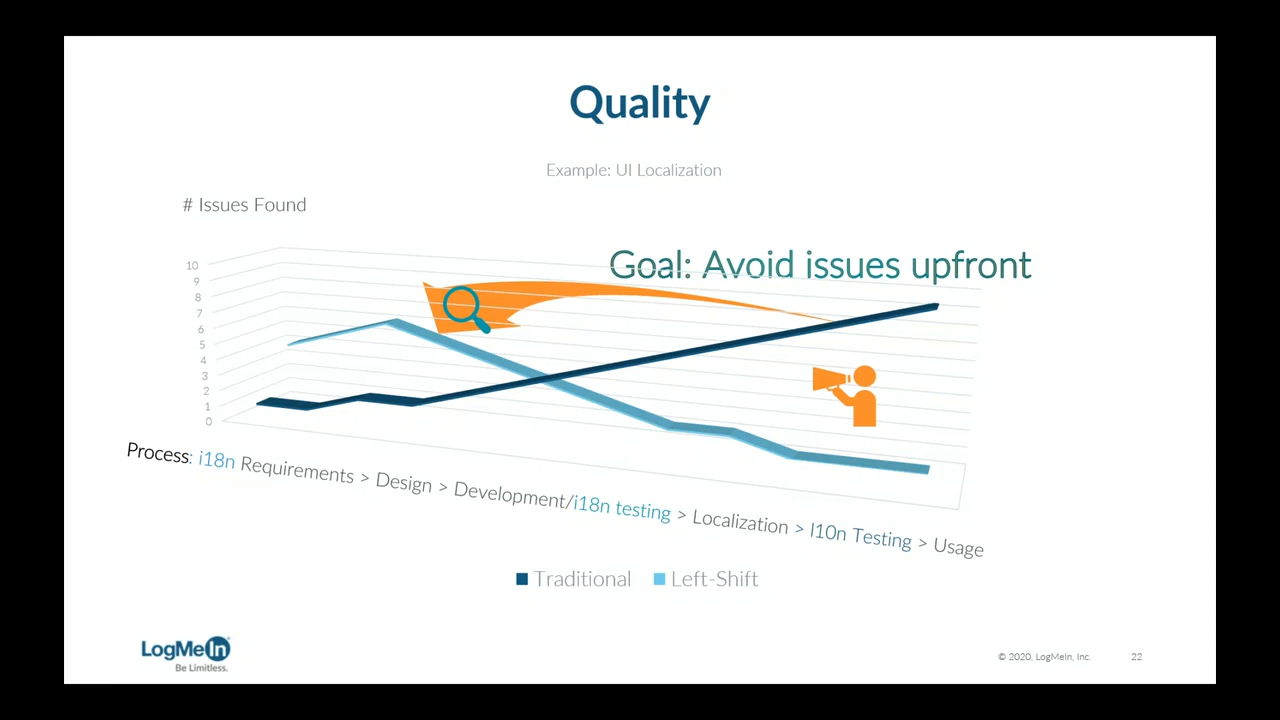 Quality
Example: UI Localization
# Issues Found
Goal: Avoid issues upfront
10
9
8
7
6
5
4
3
2
1
0
Process: i18n Requirements > Design > Development/i18n testing > Localization > l10n Testing > Usage
Traditional Left-Shift
LogMeIn
Be Limitless.
© 2020, LogMeIn, Inc. 22